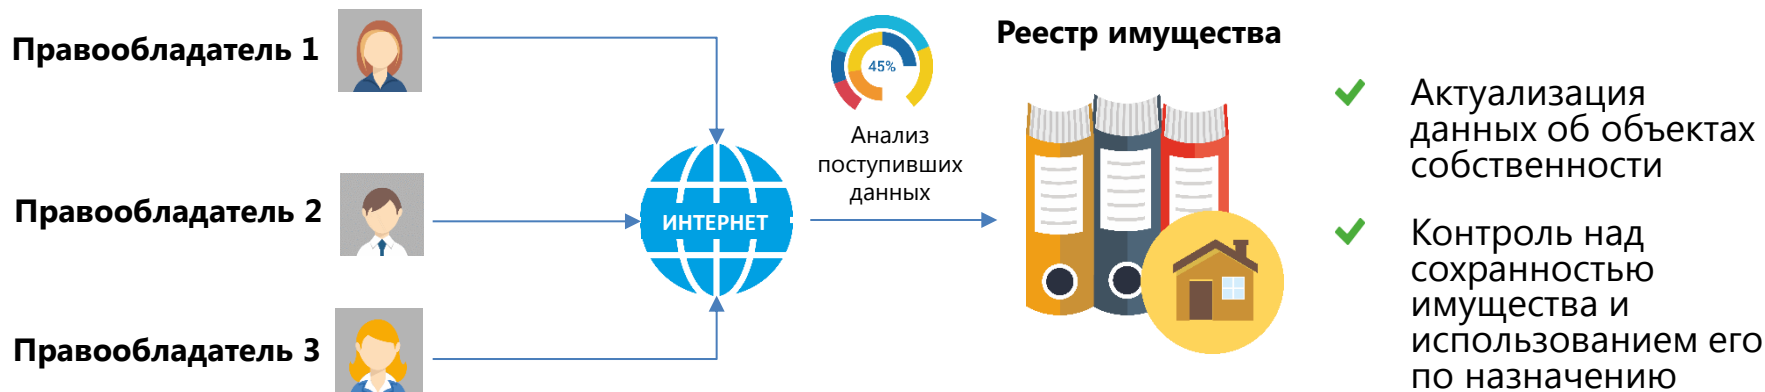 Правообладатель 1
Правообладатель 2
Правообладатель 3
ИНТЕРНЕТ
45%
Анализ
поступивших
данных
Реестр имущества
Актуализация
данных об объектах
собственности
Контроль над
сохранностью
имущества и
использованием его
по назначению